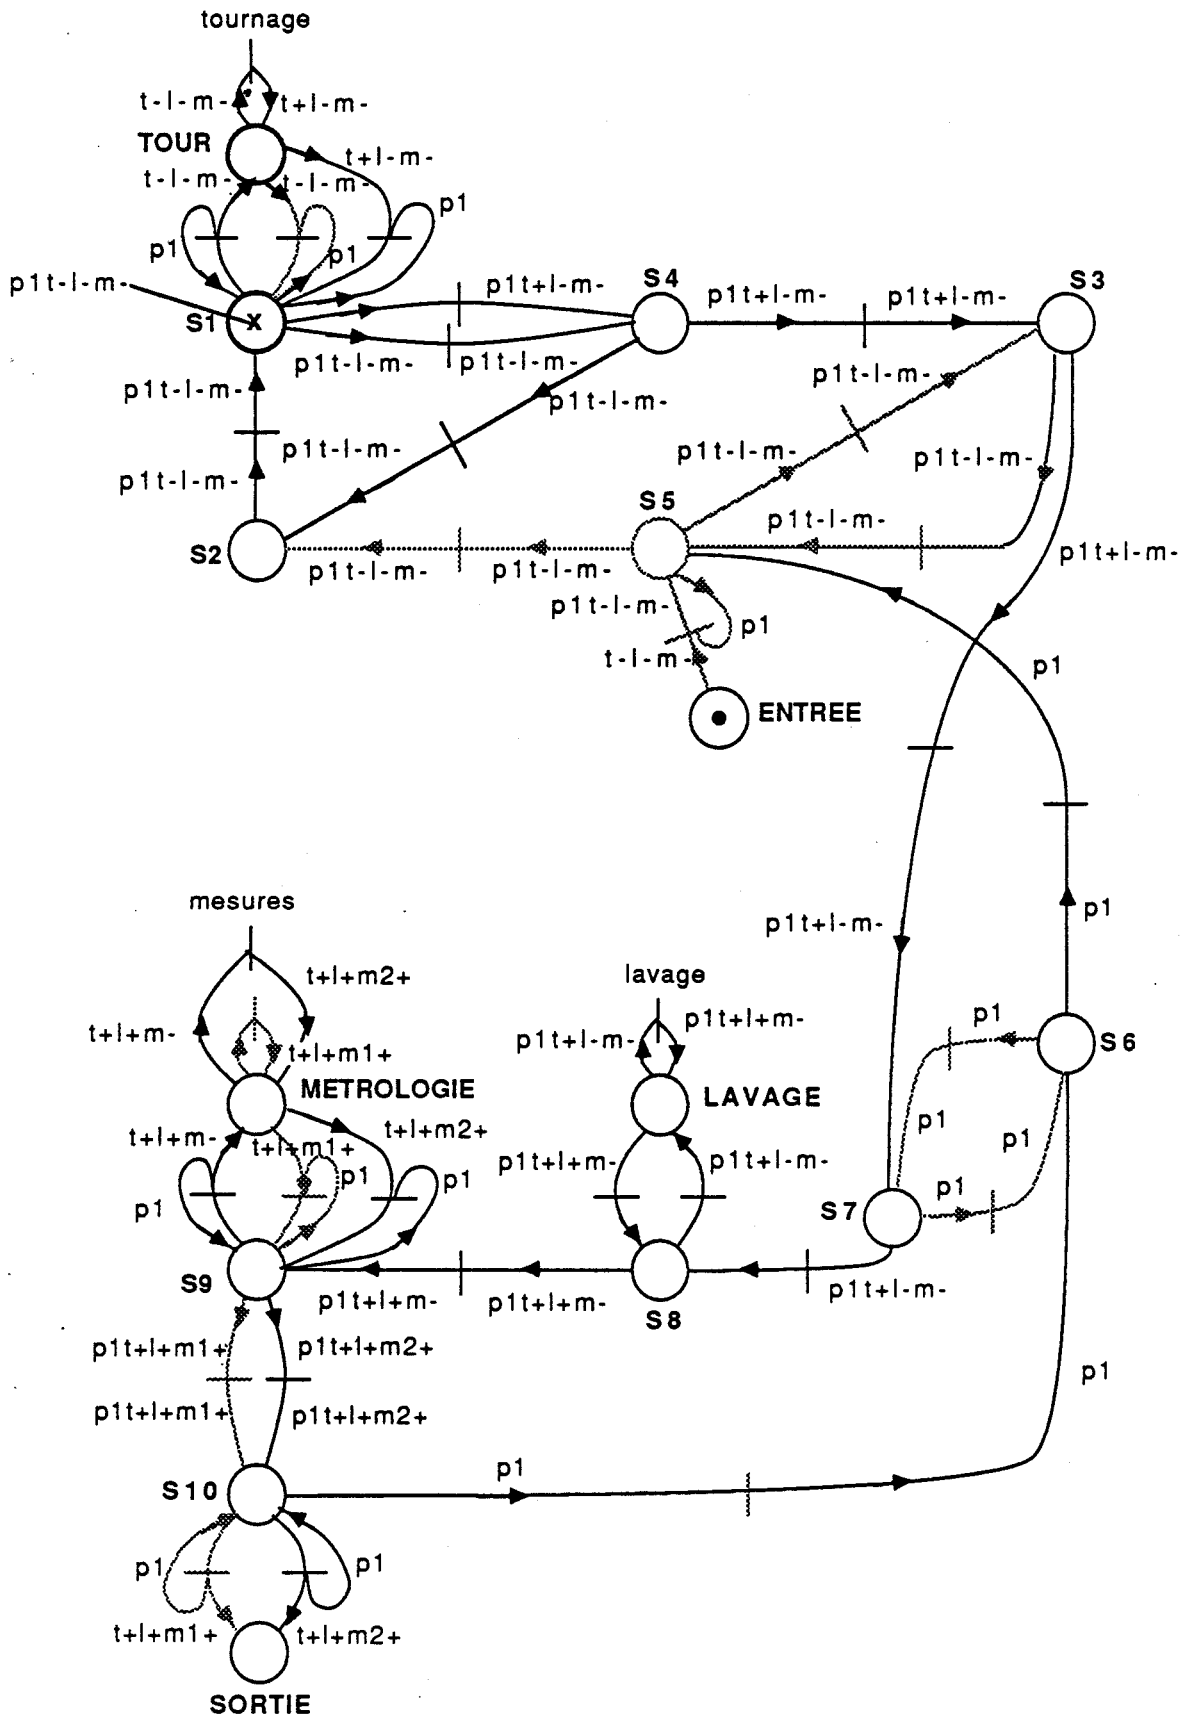 tournage
t-l-m- t+l-m-
TOUR
t+l-m-
t-l-m- t-l-m-
p1
p1 p1
p1t-l-m-
S1 x
p1t+l-m-
S4
p1t+l-m- p1t+l-m-
S3
p1t-l-m- p1t-l-m-
p1t-l-m-
p1t-l-m-
p1t-l-m-
p1t-l-m-
p1t-l-m- p1t-l-m-
p1t-l-m-
S5
p1t-l-m-
S2
p1t-l-m- p1t-l-m-
p1t+l-m-
p1t-l-m-
p1
t-l-m-
p1
ENTREE
mesures
p1
p1t+l-m-
t+l+m2+
lavage
t+l+m-
p1t+l-m- p1t+l+m-
p1
S6
t+l+m1+
METROLOGIE
LAVAGE
t+l+m- t+l+m1+ t+l+m2+
p1
p1
p1t+l+m- p1t+l-m-
p1 p1 p1
p1
S7
S9
p1t+l+m- p1t+l+m-
S8
p1t+l-m-
p1t+l+m1+ p1t+l+m2+
p1t+l+m1+ p1t+l+m2+
p1
S10
p1
p1 p1
t+l+m1+ t+l+m2+
SORTIE